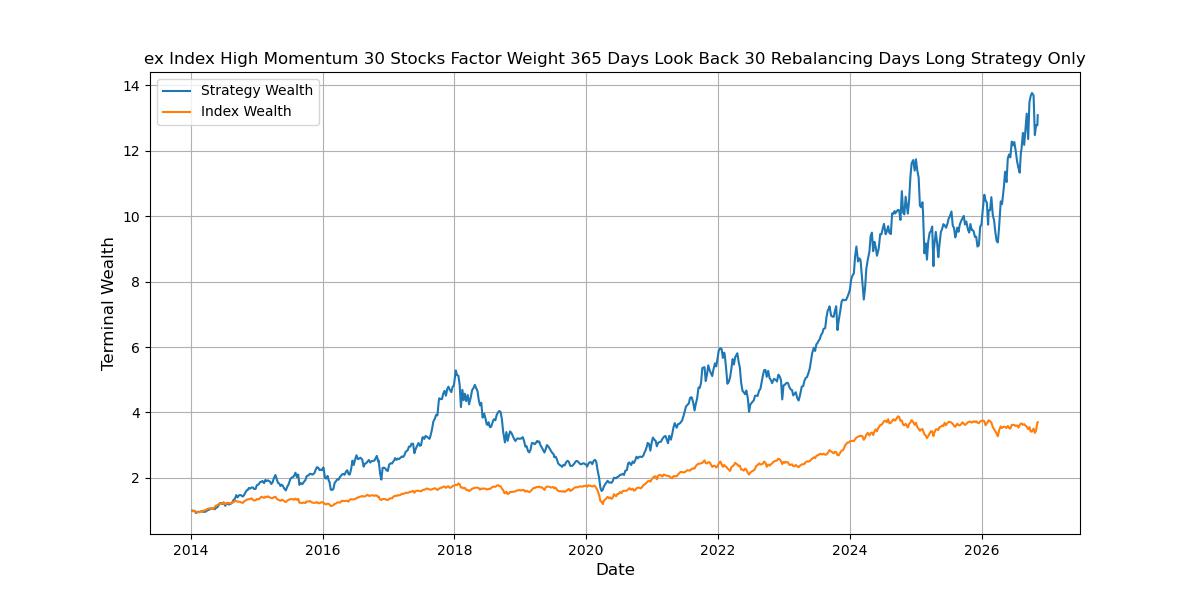 ex Index High Momentum 30 Stocks Factor Weight 365 Days Look Back 30 Rebalancing Days Long Strategy Only
Strategy Wealth
Index Wealth
14
12
10
8
6
4
2
Terminal Wealth
2014 2016 2018 2020 2022 2024 2026
Date